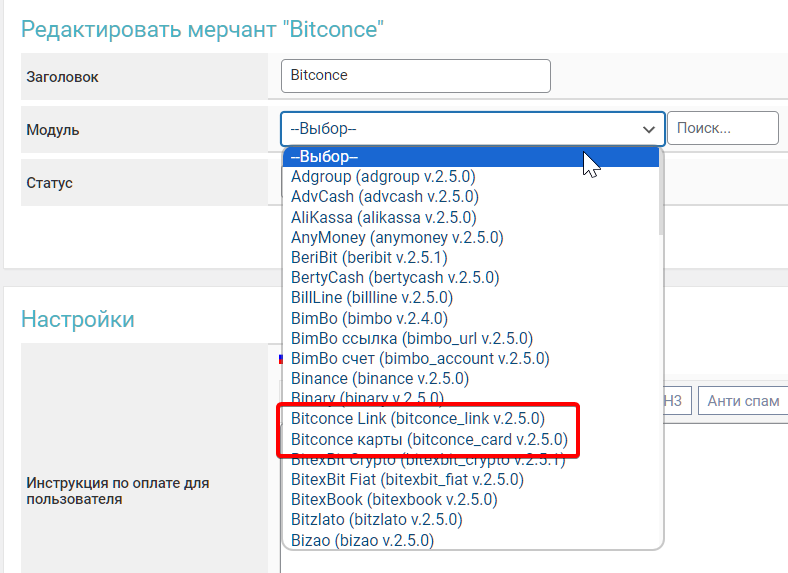 Редактировать мерчант "Bitconce"
Заголовок
Bitconce
Модуль
--Выбор--
Поиск...
--Выбор--
Статус
Adgroup (adgroup v.2.5.0)
AdvCash (advcash v.2.5.0)
AliKassa (alikassa v.2.5.0)
AnyMoney (anymoney v.2.5.0)
BeriBit (beribit v.2.5.1)
BertyCash (bertycash v.2.5.0)
BillLine (billline v.2.5.0)
BimBo (bimbo v.2.4.0)
BimBo ссылка (bimbo_url v.2.5.0)
BimBo счет (bimbo_account v.2.5.0)
Binance (binance v.2.5.0)
Binary (binary v.2.5.0)
Bitconce Link (bitconce_link v.2.5.0)
Bitconce карты (bitconce_card v.2.5.0)
BitexBit Crypto (bitexbit_crypto v.2.5.1)
BitexBit Fiat (bitexbit_fiat v.2.5.0)
BitexBook (bitexbook v.2.5.0)
Bitzlato (bitzlato v.2.5.0)
Bizao (bizao v.2.5.0)
Настройки
H3
Анти спам
Инструкция по оплате для
пользователя